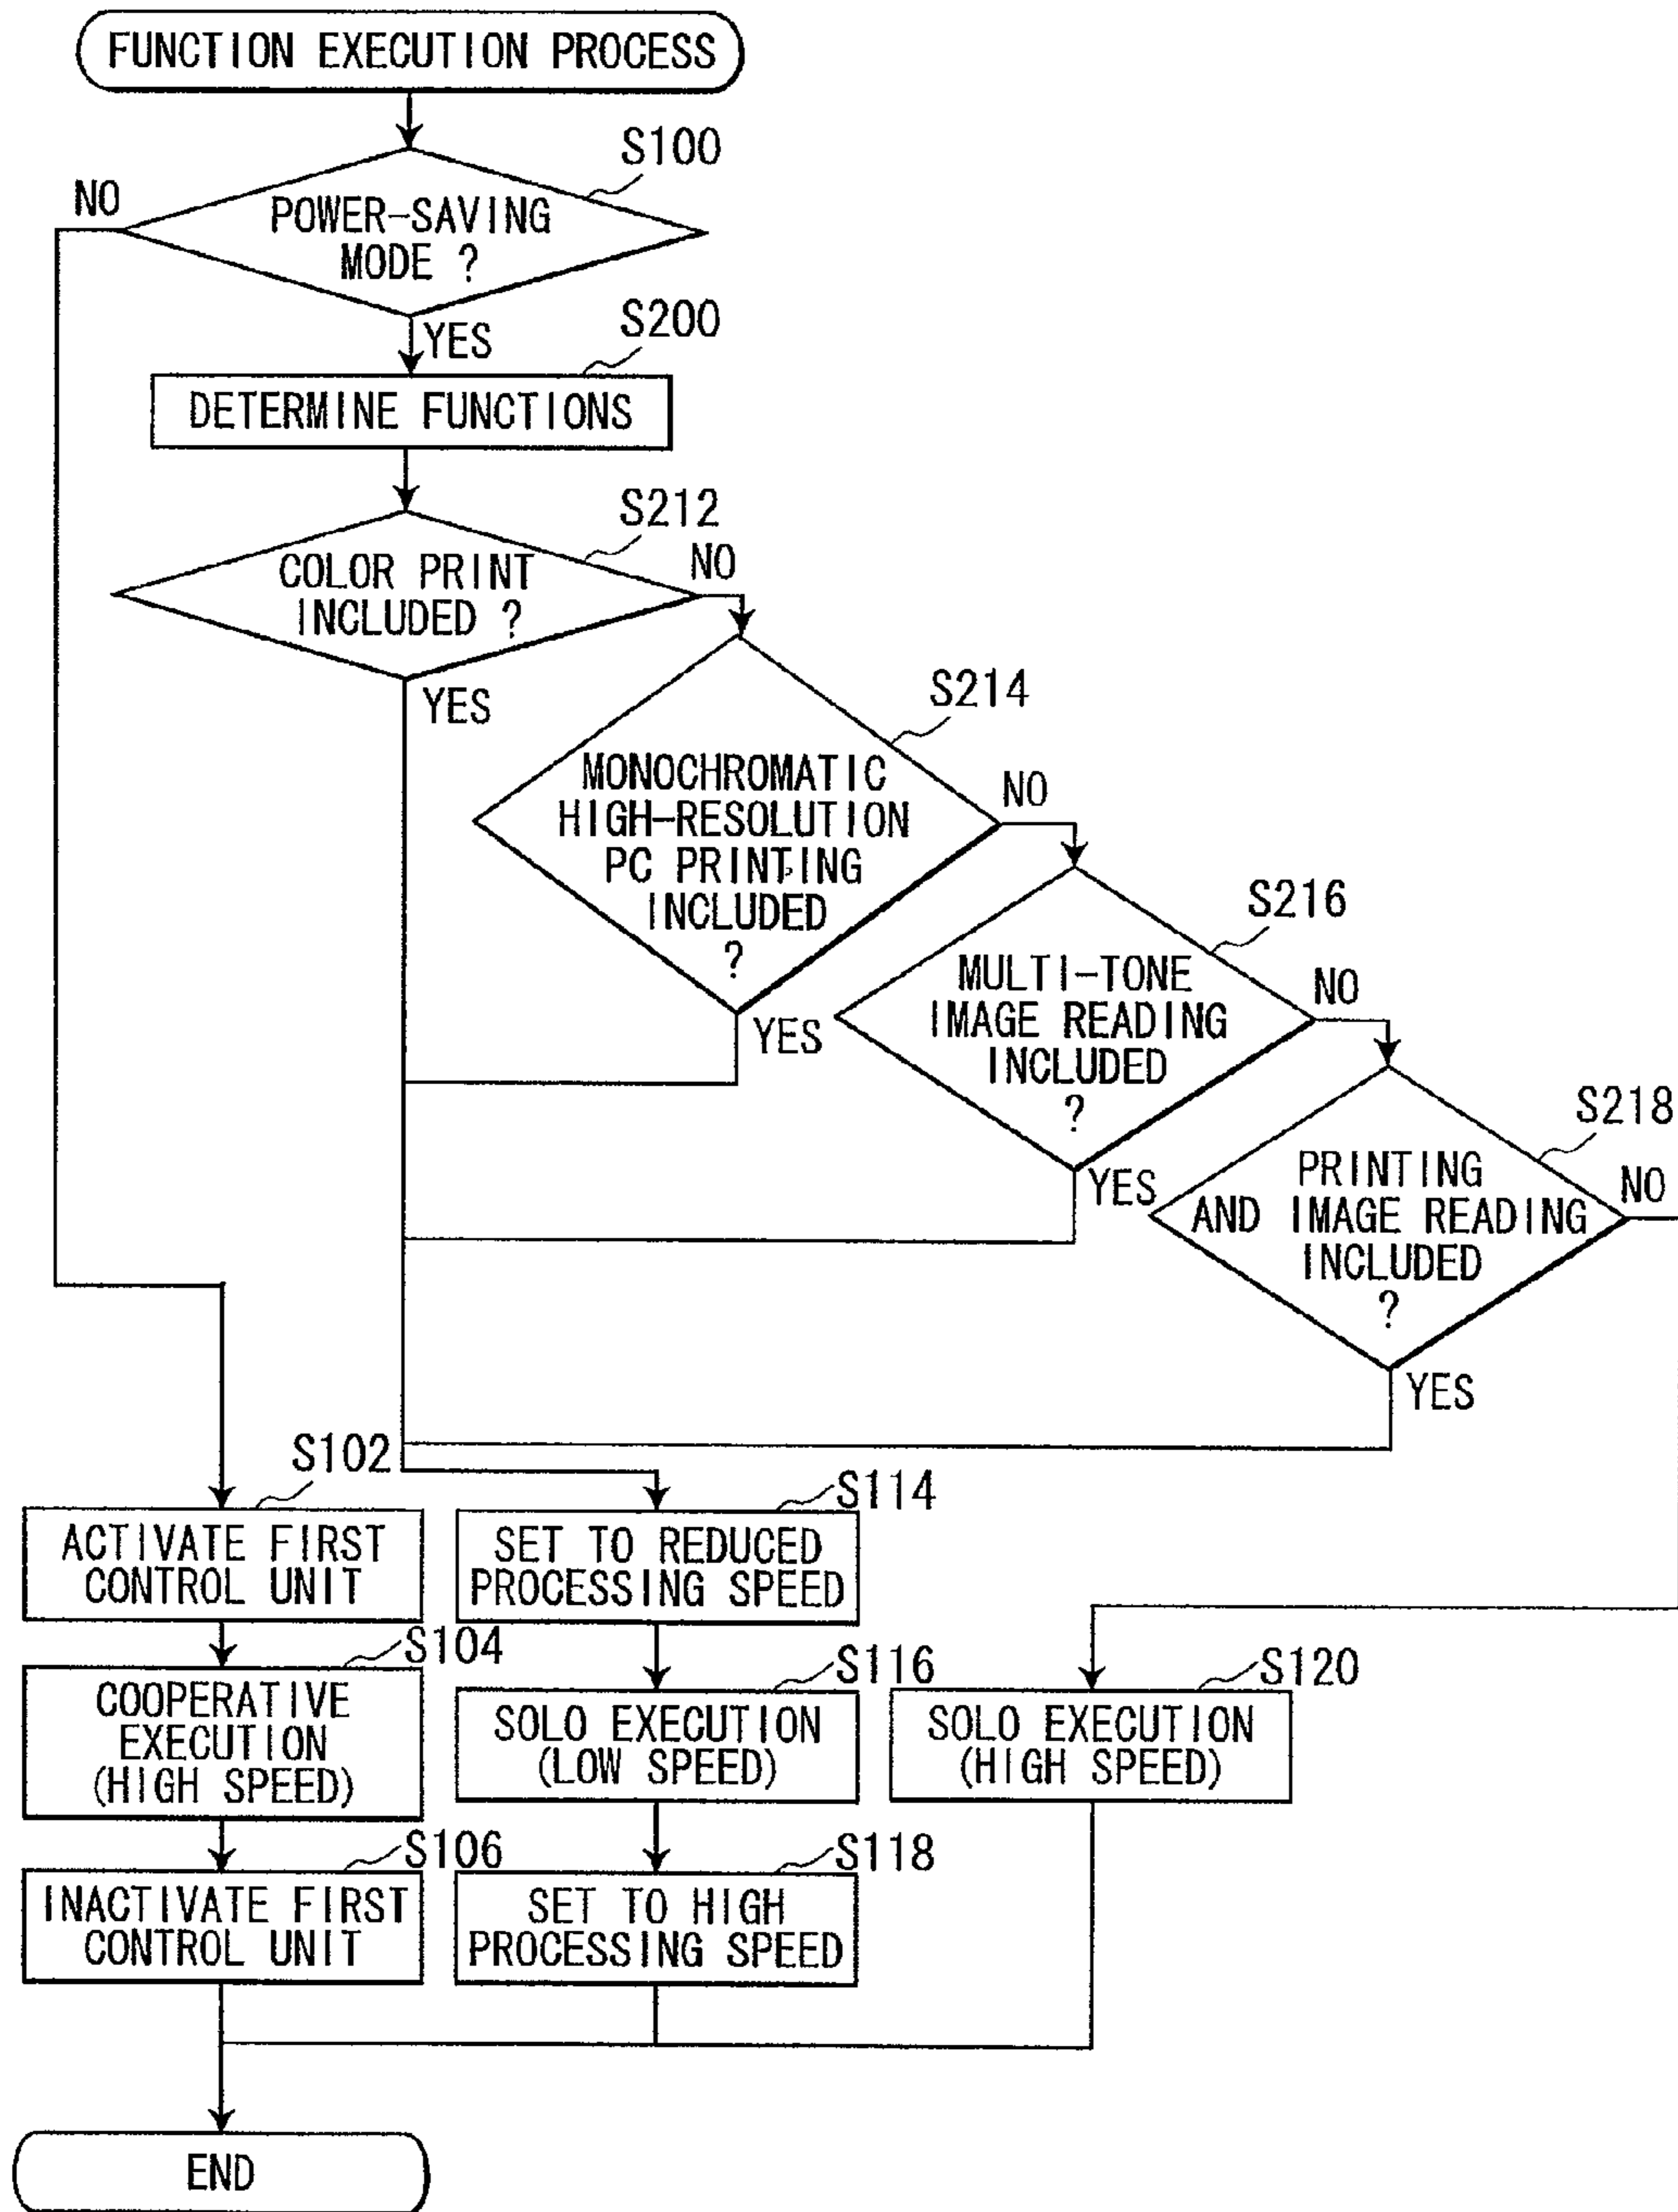 FUNCTION EXECUTION PROCESS
S100
NO
POWER-SAVING
MODE ?
YES
S200
DETERMINE FUNCTIONS
S212
COLOR PRINT
INCLUDED ?
NO
YES
S214
MONOCHROMATIC
HIGH-RESOLUTION
PC PRINTING
INCLUDED
?
NO
YES
S216
MULTI-TONE
IMAGE READING
INCLUDED
?
NO
YES
S218
PRINTING
AND IMAGE READING
INCLUDED
?
NO
YES
S102
ACTIVATE FIRST
CONTROL UNIT
S104
COOPERATIVE
EXECUTION
(HIGH SPEED)
S106
INACTIVATE FIRST
CONTROL UNIT
S114
SET TO REDUCED
PROCESSING SPEED
S116
SOLO EXECUTION
(LOW SPEED)
S118
SET TO HIGH
PROCESSING SPEED
S120
SOLO EXECUTION
(HIGH SPEED)
END